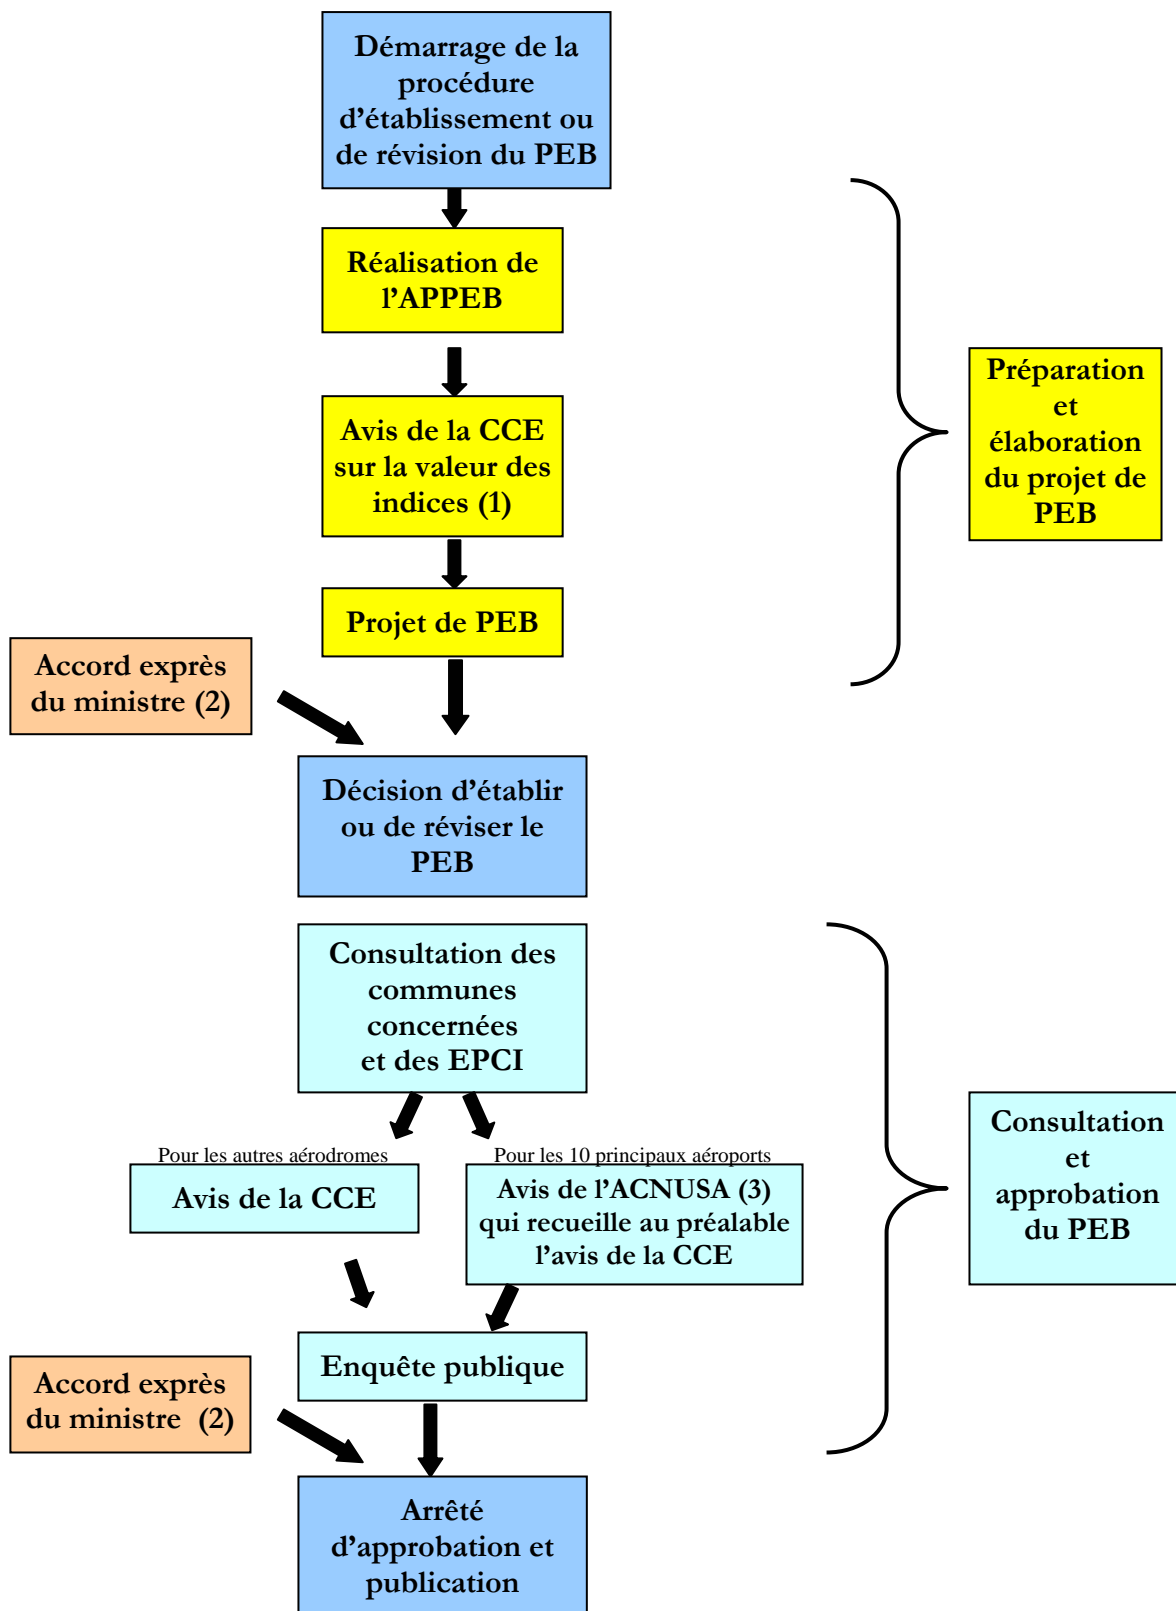 Démarrage de la
procédure
d’établissement ou
de révision du PEB
Réalisation de
l’APPEB
Avis de la CCE
sur la valeur des
indices (1)
Projet de PEB
Préparation
et
élaboration
du projet de
PEB
Accord exprès
du ministre (2)
Décision d’établir
ou de réviser le
PEB
Consultation des
communes
concernées
et des EPCI
Pour les autres aérodromes
Avis de la CCE
Pour les 10 principaux aéroports
Avis de l’ACNUSA (3)
qui recueille au préalable
l’avis de la CCE
Consultation
et
approbation
du PEB
Enquête publique
Accord exprès
du ministre  (2)
Arrêté
d’approbation et
publication